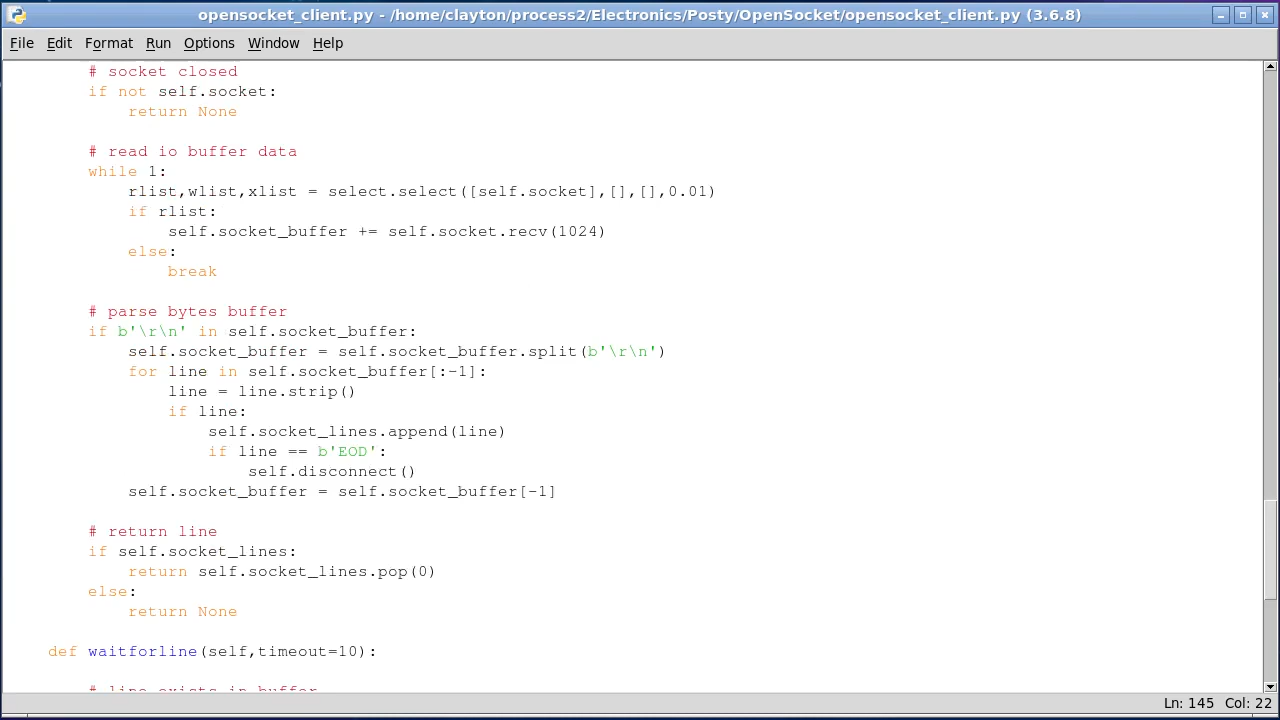 opensocket_client.py - /home/clayton/process2/Electronics/Posty/OpenSocket/opensocket_client.py (3.6.8)
File Edit Format Run Options Window Help
        # socket closed
        if not self.socket:
            return None

        # read io buffer data
        while 1:
            rlist,wlist,xlist = select.select([self.socket],[],[],0.01)
            if rlist:
                self.socket_buffer += self.socket.recv(1024)
            else:
                break

        # parse bytes buffer
        if b'\r\n' in self.socket_buffer:
            self.socket_buffer = self.socket_buffer.split(b'\r\n')
            for line in self.socket_buffer[:-1]:
                line = line.strip()
                if line:
                    self.socket_lines.append(line)
                    if line == b'EOD':
                        self.disconnect()
            self.socket_buffer = self.socket_buffer[-1]

        # return line
        if self.socket_lines:
            return self.socket_lines.pop(0)
        else:
            return None

    def waitforline(self,timeout=10):

        # line exists in buffer
Ln: 145 Col: 22